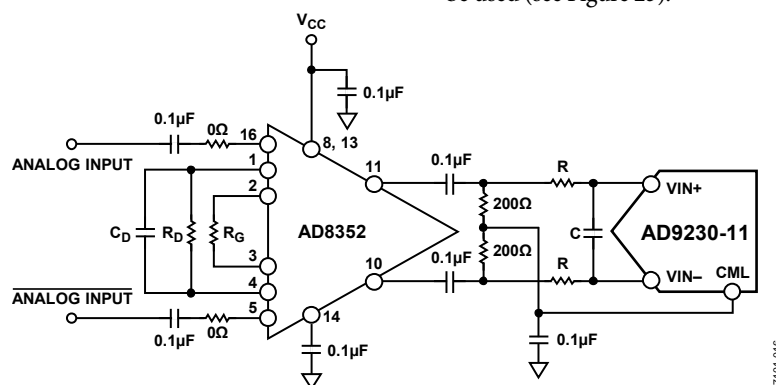 be used (see Figure 25).
VCC
0.1µF
0.1µF
0Ω
16
8, 13
ANALOG INPUT
1
11
0.1µF
R
2
200Ω
VIN+
CD
RD
RG
AD8352
C
AD9230-11
3
200Ω
R
VIN–
CML
4
10
0.1µF
ANALOG INPUT
5
14
0.1µF
0Ω
0.1µF
0.1µF